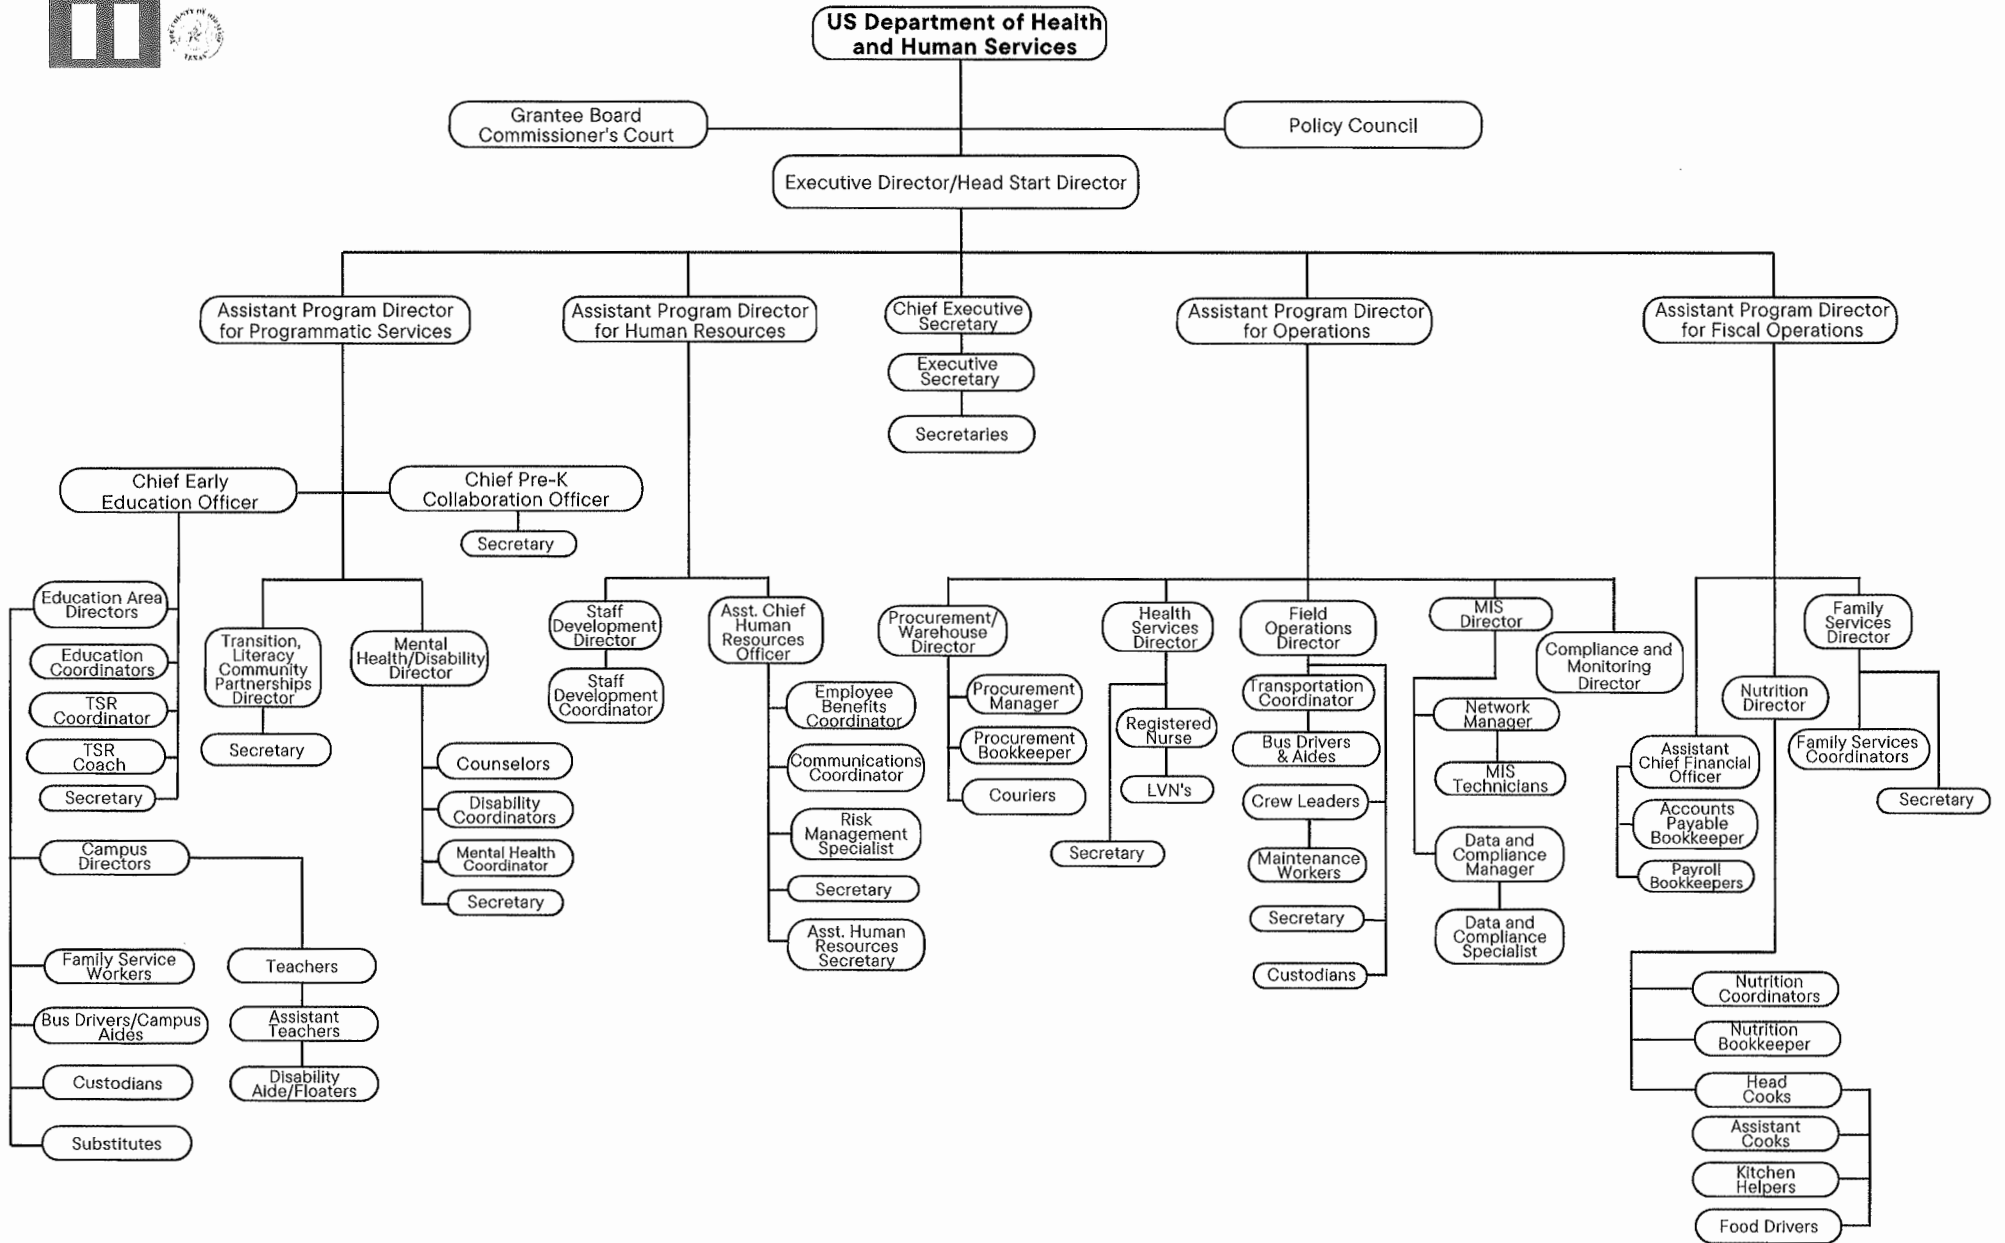 US Department of Health
and Human Services
Grantee Board
Commissioner's Court
Policy Council
Executive Director/Head Start Director
Assistant Program Director
for Programmatic Services
Assistant Program Director
for Human Resources
Chief Executive
Secretary
Assistant Program Director
for Operations
Assistant Program Director
for Fiscal Operations
Executive
Secretary
Secretaries
Chief Early
Education Officer
Chief Pre-K
Collaboration Officer
Secretary
Education Area
Directors
Education
Coordinators
TSR
Coordinator
TSR
Coach
Secretary
Transition,
Literacy
Community
Partnerships
Director
Secretary
Mental
Health/Disability
Director
Counselors
Disability
Coordinators
Mental Health
Coordinator
Secretary
Campus
Directors
Family Service
Workers
Bus Drivers/Campus
Aides
Custodians
Substitutes
Teachers
Assistant
Teachers
Disability
Aide/Floaters
Staff
Development
Director
Staff
Development
Coordinator
Asst. Chief
Human
Resources
Officer
Employee
Benefits
Coordinator
Communications
Coordinator
Risk
Management
Specialist
Secretary
Asst. Human
Resources
Secretary
Procurement/
Warehouse
Director
Procurement
Manager
Procurement
Bookkeeper
Couriers
Health
Services
Director
Registered
Nurse
LVN's
Secretary
Field
Operations
Director
Transportation
Coordinator
Bus Drivers
& Aides
Crew Leaders
Maintenance
Workers
Secretary
Custodians
MIS
Director
Network
Manager
MIS
Technicians
Data and
Compliance
Manager
Data and
Compliance
Specialist
Compliance and
Monitoring
Director
Assistant
Chief Financial
Officer
Accounts
Payable
Bookkeeper
Payroll
Bookkeepers
Nutrition
Director
Family
Services
Director
Family Services
Coordinators
Secretary
Nutrition
Coordinators
Nutrition
Bookkeeper
Head
Cooks
Assistant
Cooks
Kitchen
Helpers
Food Drivers